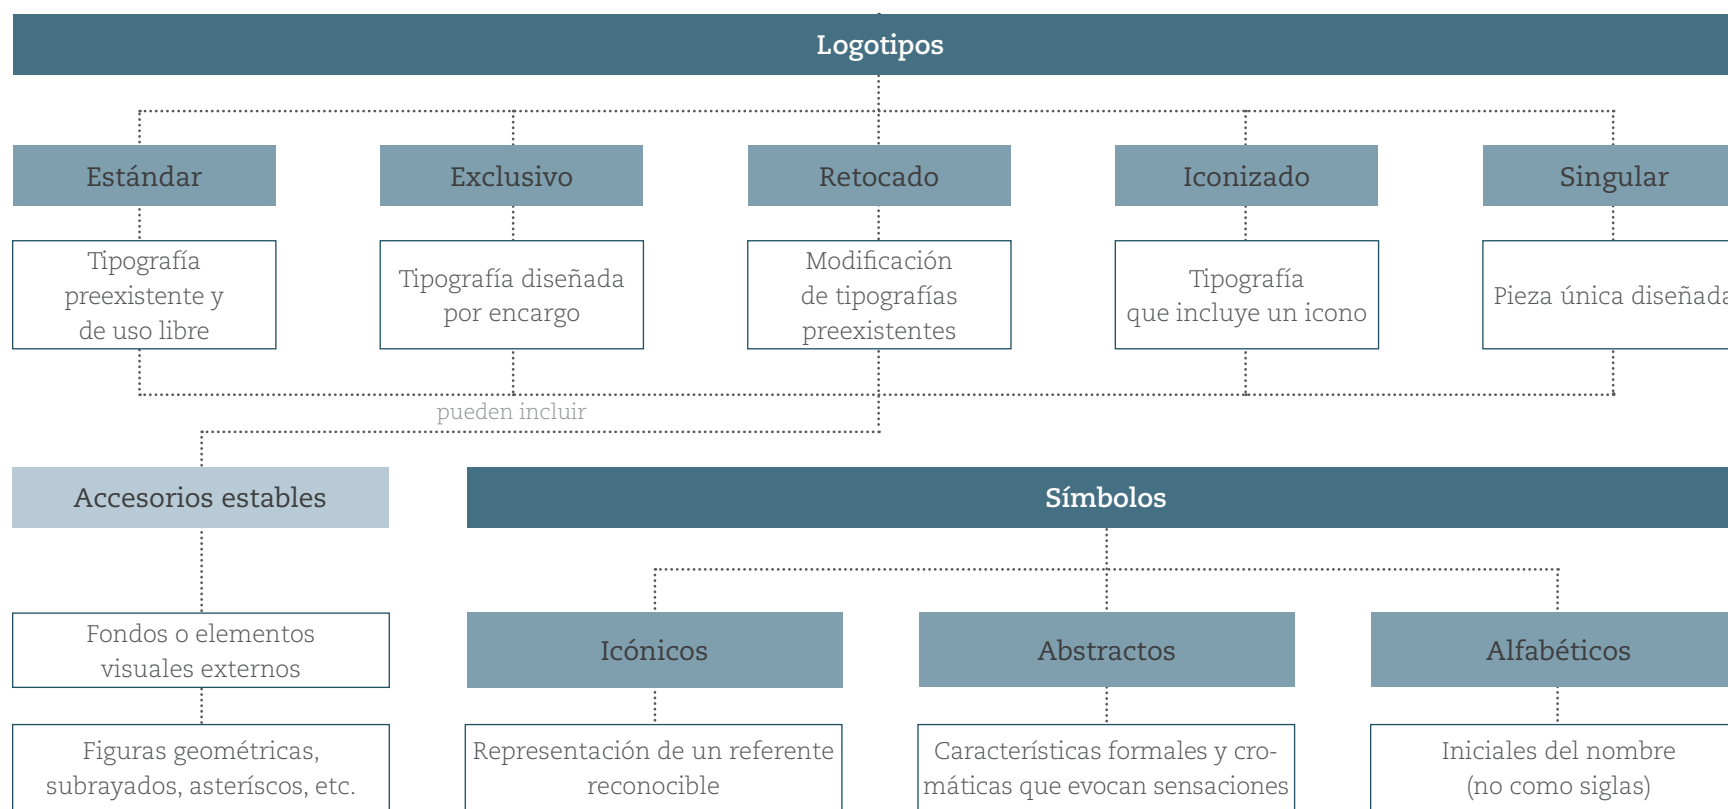 Logotipos
Estándar
Exclusivo
Retocado
Iconizado
Singular
Tipografía
preexistente y
de uso libre
Tipografía diseñada
por encargo
Modificación
de tipografías
preexistentes
Tipografía
que incluye un icono
Pieza única diseñada
pueden incluir
Accesorios estables
Símbolos
Fondos o elementos
visuales externos
Icónicos
Abstractos
Alfabéticos
Figuras geométricas,
subrayados, asteríscos, etc.
Representación de un referente
reconocible
Características formales y cro-
máticas que evocan sensaciones
Iniciales del nombre
(no como siglas)